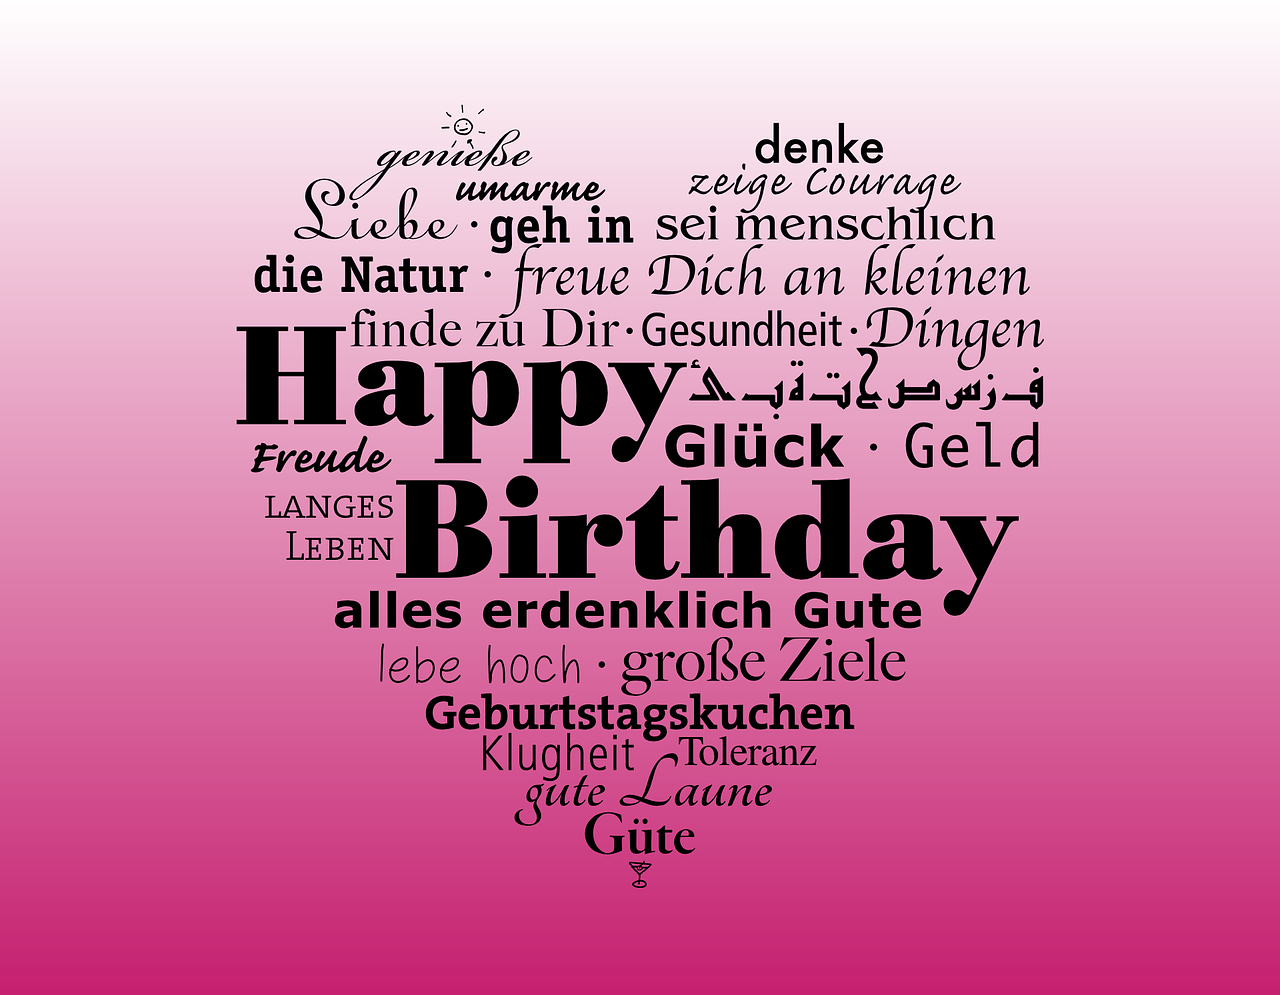 genieße
denke
umarme
zeige Courage
Liebe · geh in
sei menschlich
die Natur · freue Dich an kleinen
finde zu Dir · Gesundheit · Dingen
Happy
Glück · Geld
Freude
LANGES
LEBEN
Birthday
alles erdenklich Gute
lebe hoch · große Ziele
Geburtstagskuchen
Klugheit
Toleranz
gute Laune
Güte